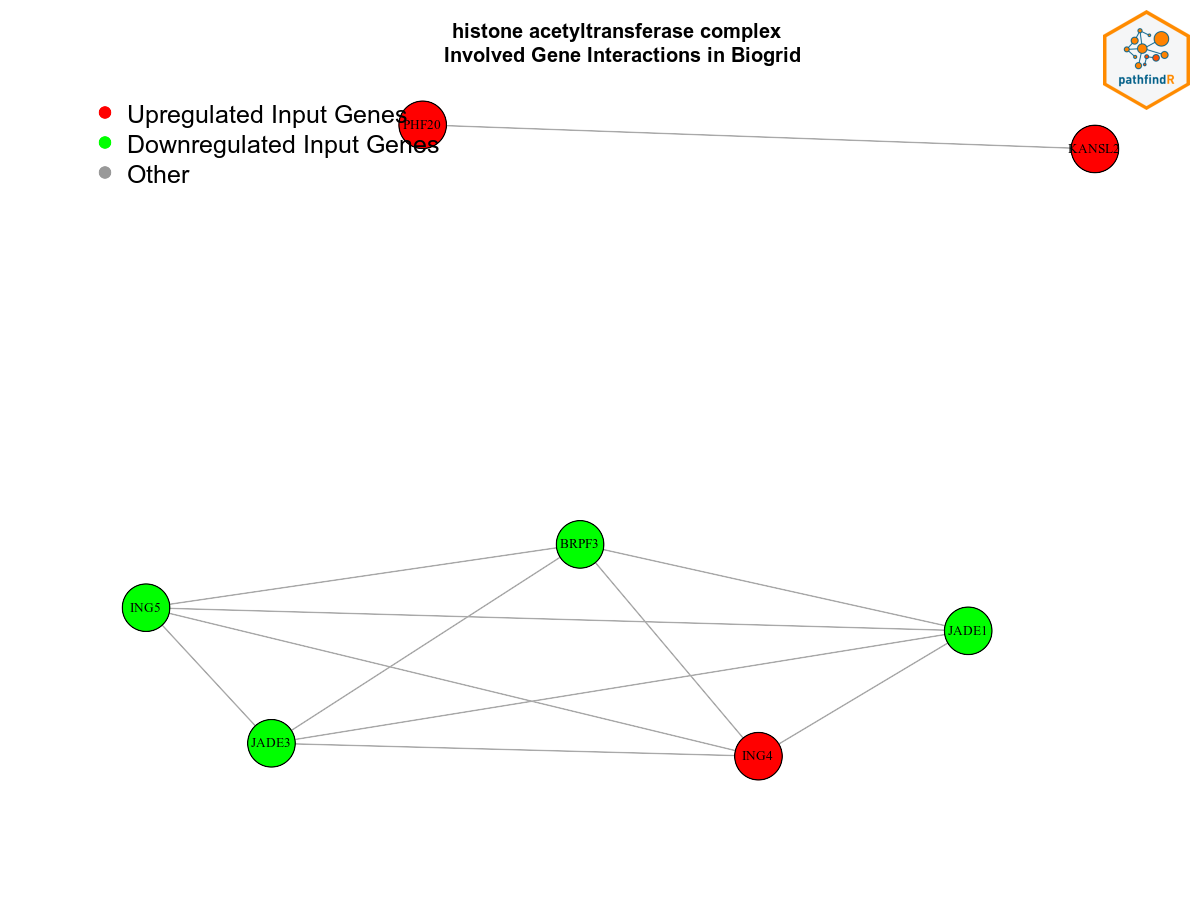 histone acetyltransferase complex
Involved Gene Interactions in Biogrid
pathfindR
Upregulated Input Genes
Downregulated Input Genes
Other
PHF20
KANSL2
BRPF3
ING5
JADE1
JADE3
ING4